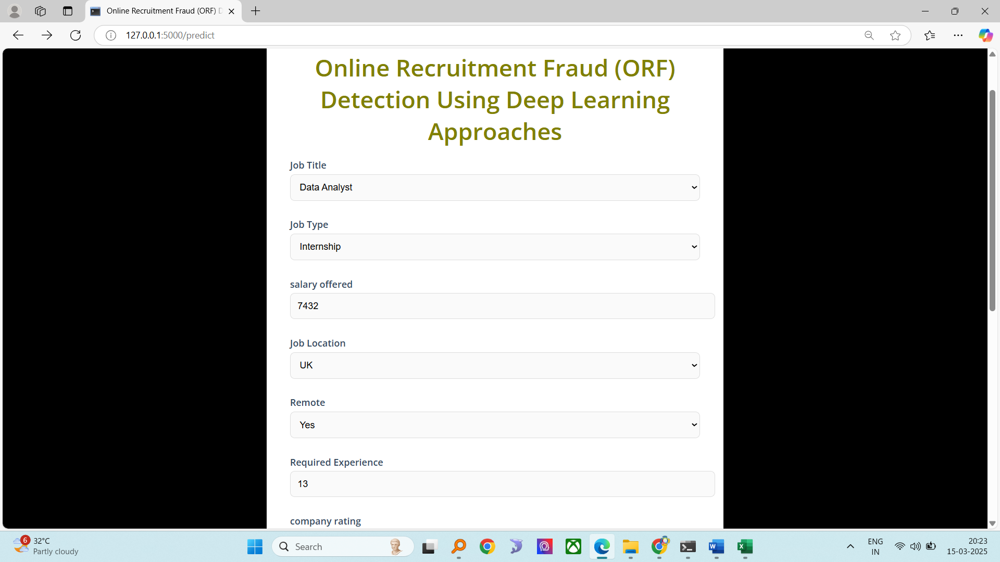 Online Recruitment Fraud (ORF) D
127.0.0.1:5000/predict
Online Recruitment Fraud (ORF)
Detection Using Deep Learning
Approaches
Job Title
Data Analyst
Job Type
Internship
salary offered
7432
Job Location
UK
Remote
Yes
Required Experience
13
company rating
6
32°C
Partly cloudy
Search
ENG
IN
20:23
15-03-2025